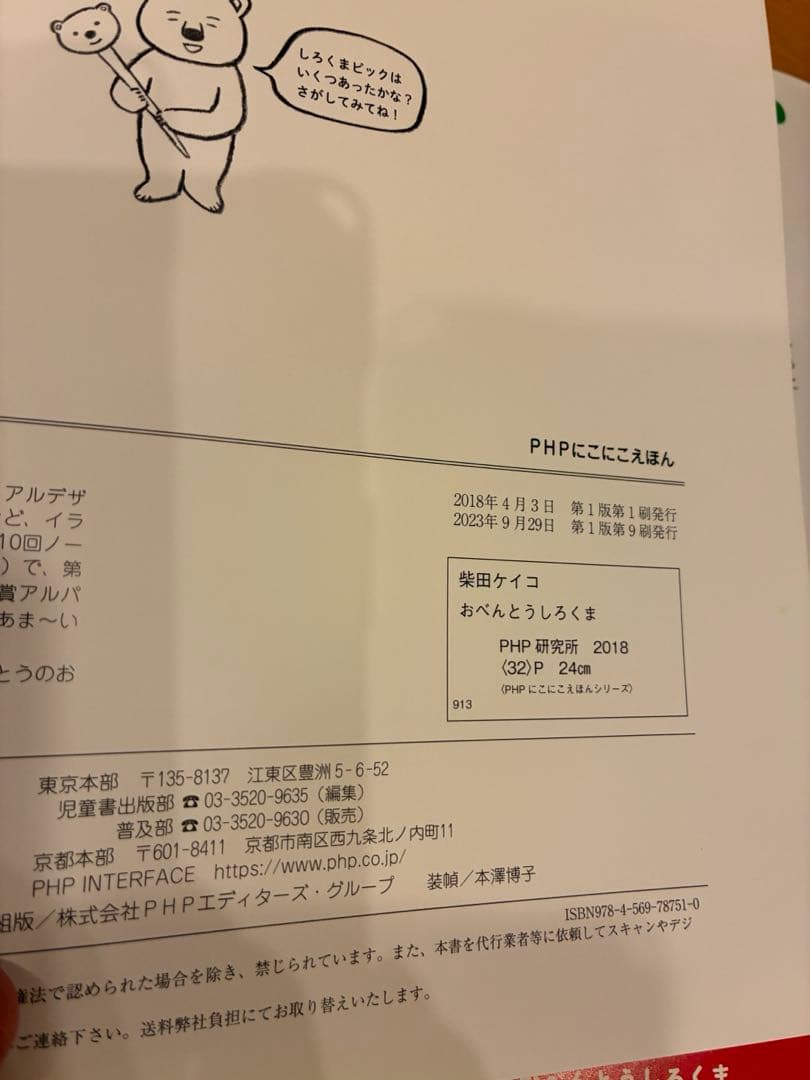 しろくまピックは
いくつあったかな？
さがしてみてね！
PHPにこにこえほん
アルデザ
ど、イラ
10回ノー
）で、第
賞アルパ
あま〜い
とうのお
2018年4月3日　第1版第1刷発行
2023年9月29日　第1版第9刷発行
柴田ケイコ
おべんとうしろくま
PHP研究所　2018
〈32〉P　24cm
〈PHPにこにこえほんシリーズ〉
913
東京本部　〒135-8137　江東区豊洲5-6-52
児童書出版部 ☎ 03-3520-9635（編集）
普及部 ☎ 03-3520-9630（販売）
京都本部　〒601-8411　京都市南区西九条北ノ内町11
PHP INTERFACE　https://www.php.co.jp/
組版／株式会社PHPエディターズ・グループ　装幀／本澤博子
ISBN978-4-569-78751-0
権法で認められた場合を除き、禁じられています。また、本書を代行業者等に依頼してスキャンやデジ
ご連絡下さい。送料弊社負担にてお取り替えいたします。
とうしろくま